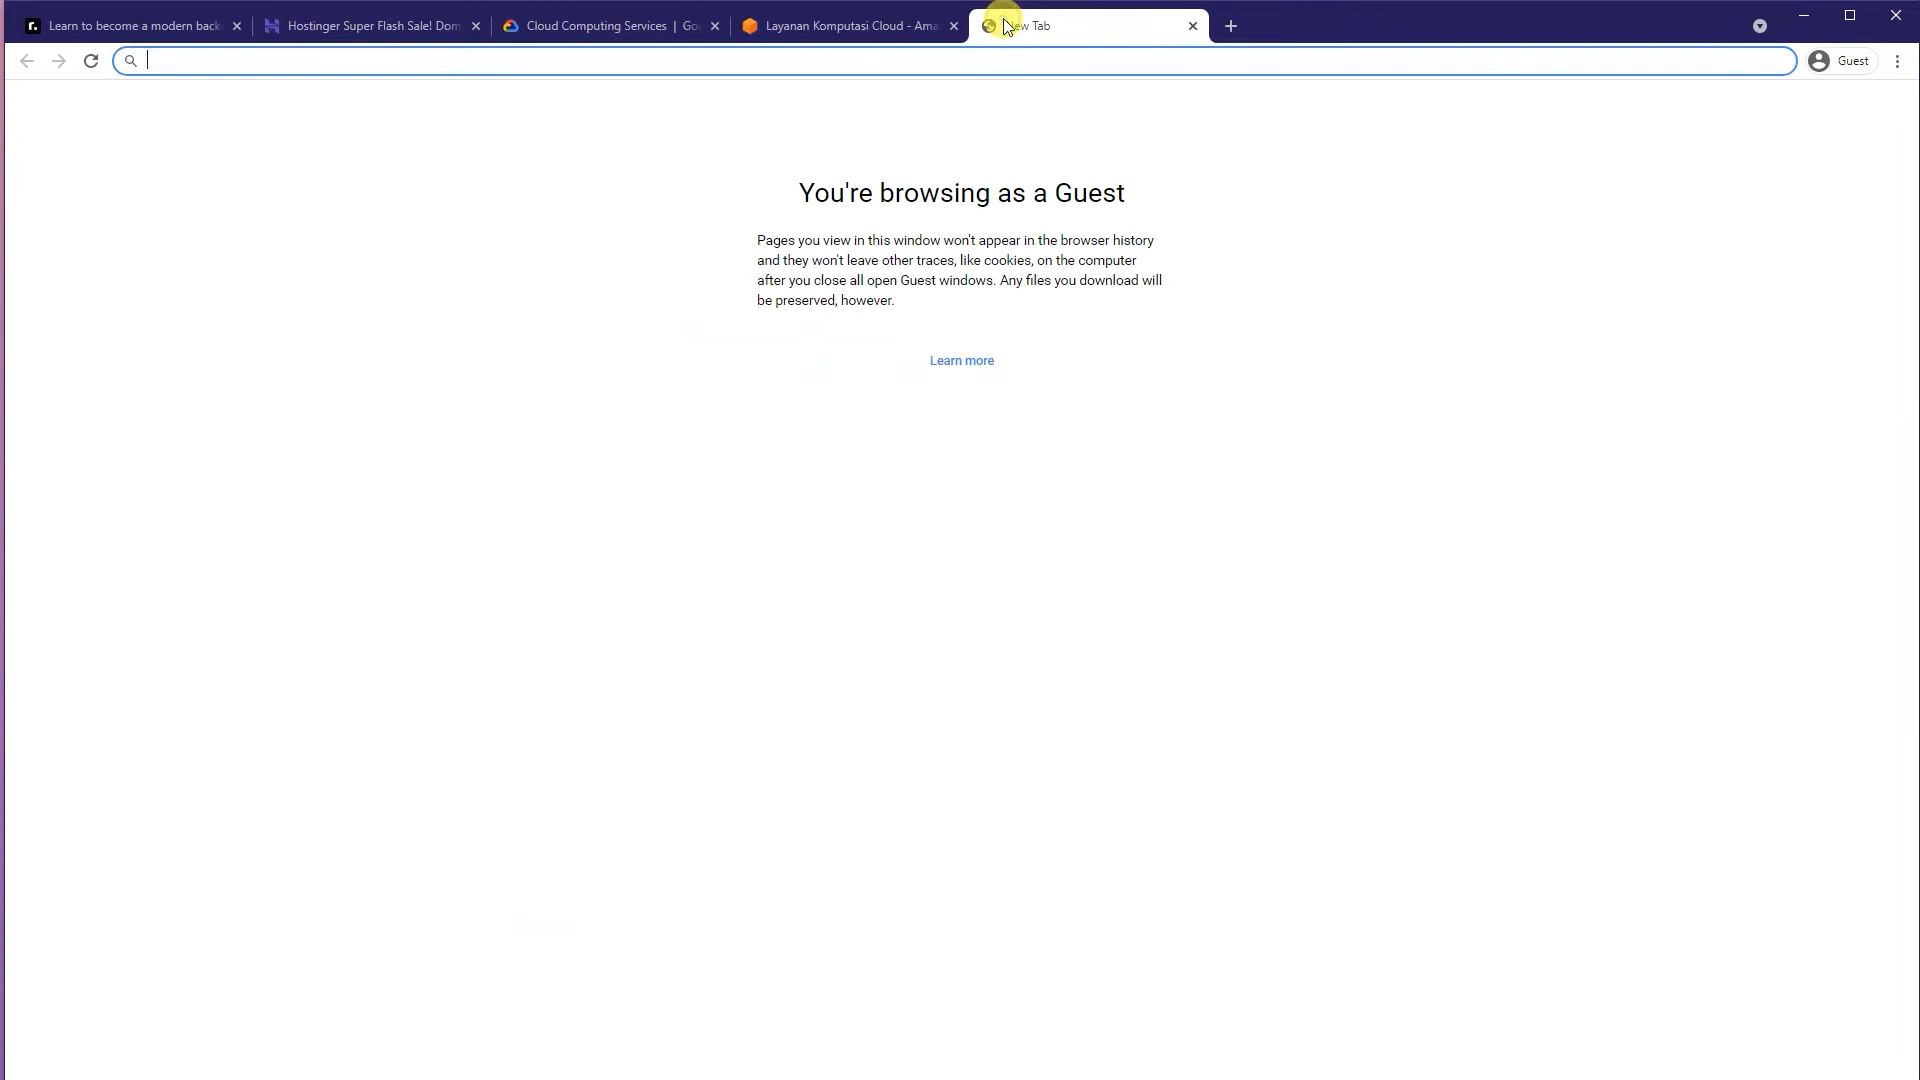 Learn to become a modern back
Hostinger Super Flash Sale! Dom
Cloud Computing Services | Go
Layanan Komputasi Cloud - Ama
New Tab
Guest
You're browsing as a Guest
Pages you view in this window won't appear in the browser history
and they won't leave other traces, like cookies, on the computer
after you close all open Guest windows. Any files you download will
be preserved, however.
Learn more